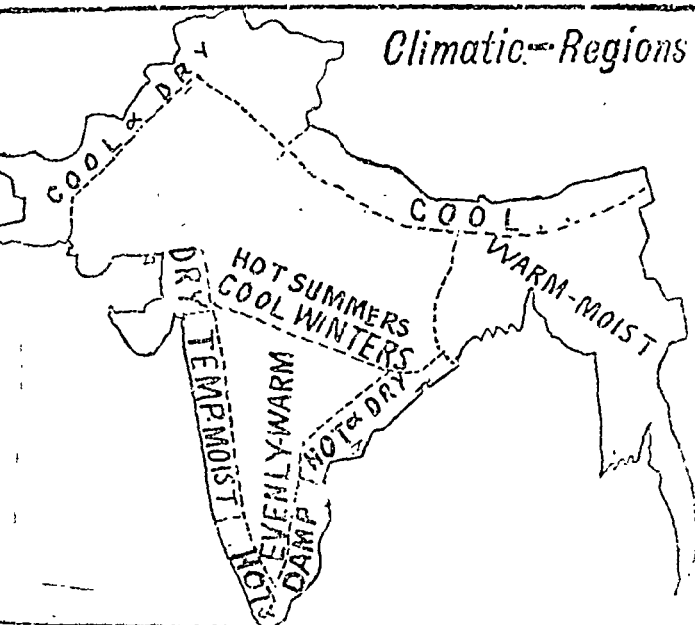 Climatic-Regions
COOL & DRY
COOL
WARM-MOIST
HOT SUMMERS
COOL WINTERS
DRY
TEMP.MOIST
EVENLY-WARM
HOT & DRY
DAMP
HOT &